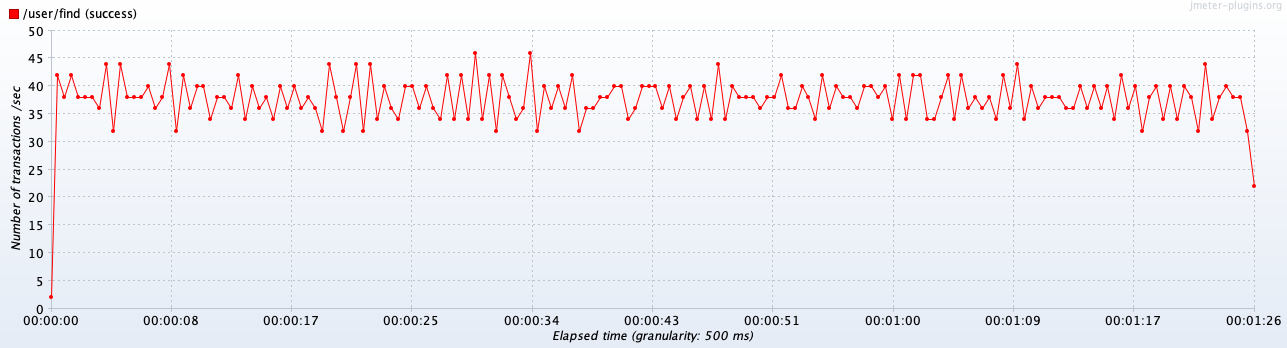 jmeter-plugins.org
/user/find (success)
Number of transactions /sec
50
45
40
35
30
25
20
15
10
5
0
00:00:00 00:00:08 00:00:17 00:00:25 00:00:34 00:00:43 00:00:51 00:01:00 00:01:09 00:01:17 00:01:26
Elapsed time (granularity: 500 ms)